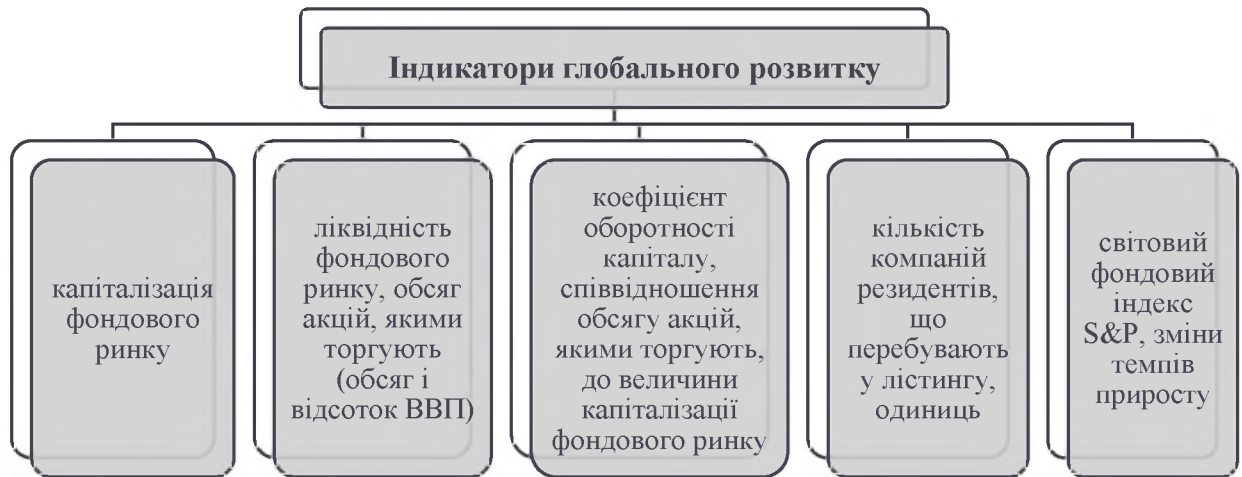 Індикатори глобального розвитку
капіталізація
фондового
ринку
ліквідність
фондового
ринку, обсяг
акцій, якими
торгують
(обсяг і
відсоток ВВП)
коефіцієнт
оборотності
капіталу,
співвідношення
обсягу акцій,
якими торгують,
до величини
капіталізації
фондового ринку
кількість
компаній
резидентів,
що
перебувають
у лістингу,
одиниць
світовий
фондовий
індекс
S&P, зміни
темпів
приросту